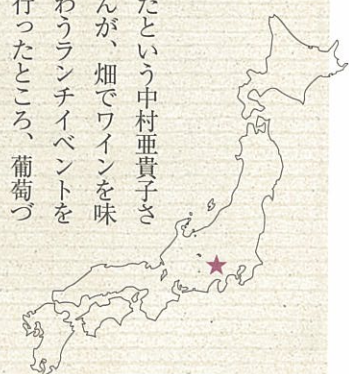 たという中村亜貴子さ
んが、畑でワインを味
わうランチイベントを
行ったところ、葡萄づ